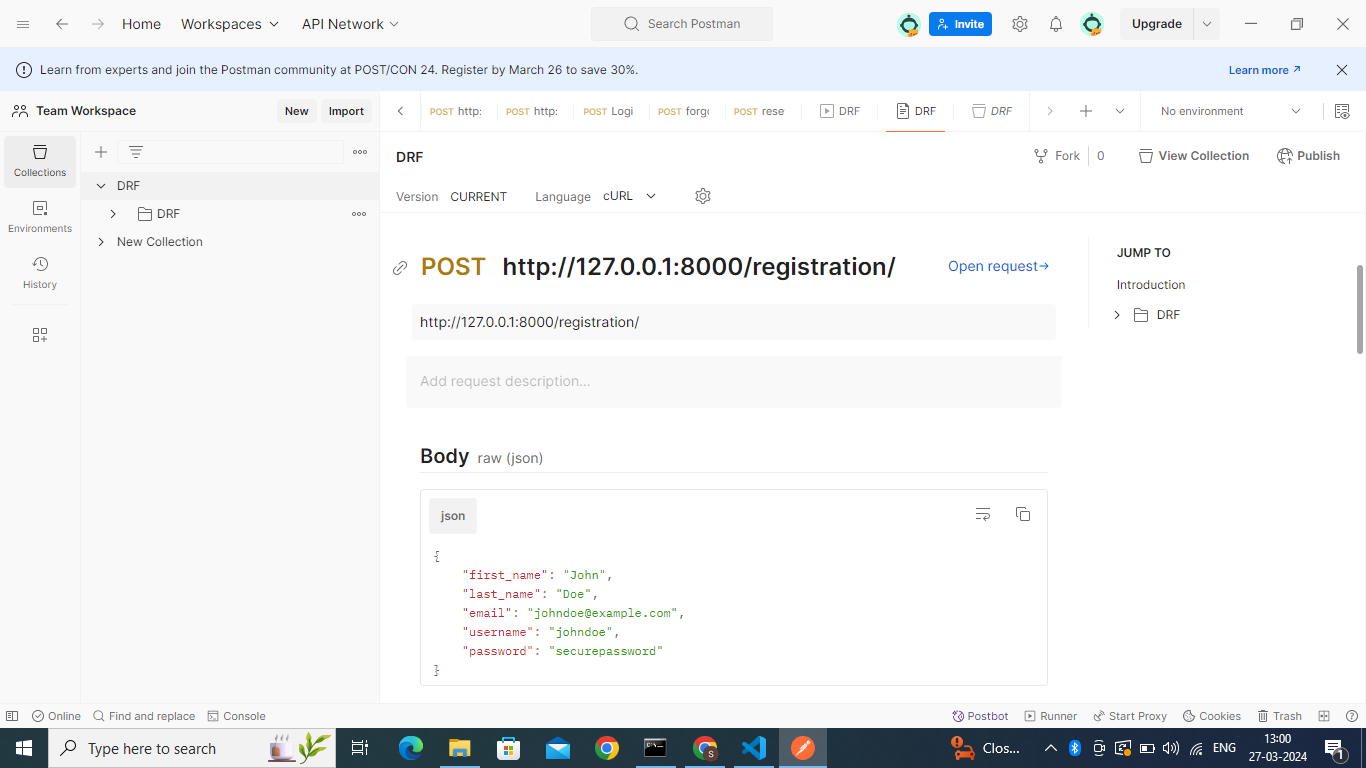 Home Workspaces API Network Search Postman Invite Upgrade
Learn from experts and join the Postman community at POST/CON 24. Register by March 26 to save 30%. Learn more
Team Workspace New Import POST http: POST http: POST Logi POST forgo POST rese DRF DRF DRF No environment
Collections
Environments
History
DRF
DRF
New Collection
DRF Fork 0 View Collection Publish
Version CURRENT Language cURL
POST http://127.0.0.1:8000/registration/ Open request→
http://127.0.0.1:8000/registration/
Add request description…
JUMP TO
Introduction
DRF
Body raw (json)
json
{
"first_name": "John",
"last_name": "Doe",
"email": "johndoe@example.com",
"username": "johndoe",
"password": "securepassword"
}
Online Find and replace Console Postbot Runner Start Proxy Cookies Trash
Type here to search Clos... ENG 13:00
27-03-2024 1